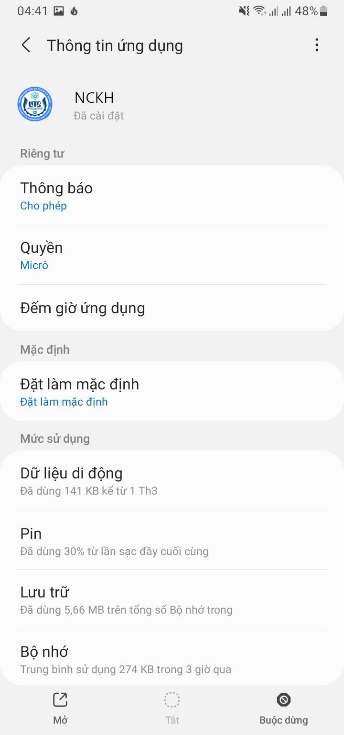 04:41 48%
Thông tin ứng dụng
NCKH
Đã cài đặt
Riêng tư
Thông báo
Cho phép
Quyền
Micrô
Đếm giờ ứng dụng
Mặc định
Đặt làm mặc định
Đặt làm mặc định
Mức sử dụng
Dữ liệu di động
Đã dùng 141 KB kể từ 1 Th3
Pin
Đã dùng 30% từ lần sạc đầy cuối cùng
Lưu trữ
Đã dùng 5,66 MB trên tổng số Bộ nhớ trong
Bộ nhớ
Trung bình sử dụng 274 KB trong 3 giờ qua
Mở Tắt Buộc dừng